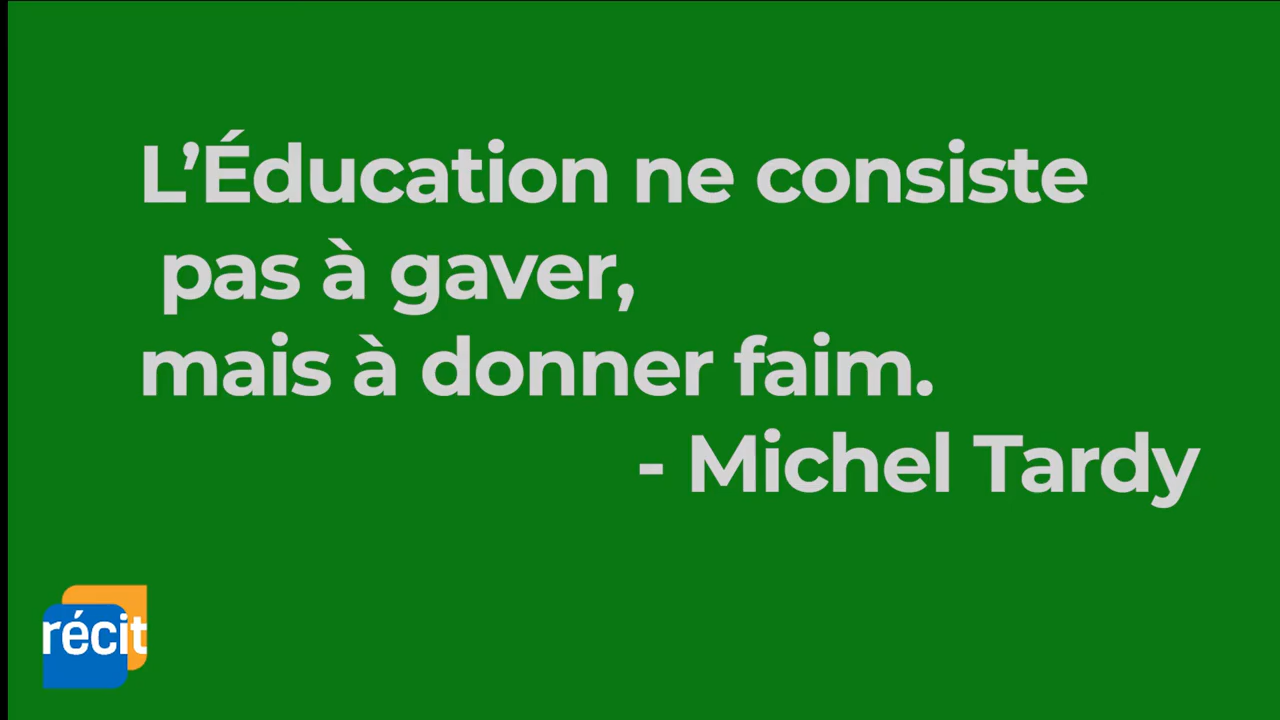 L’Éducation ne consiste
pas à gaver,
mais à donner faim.
- Michel Tardy
récit